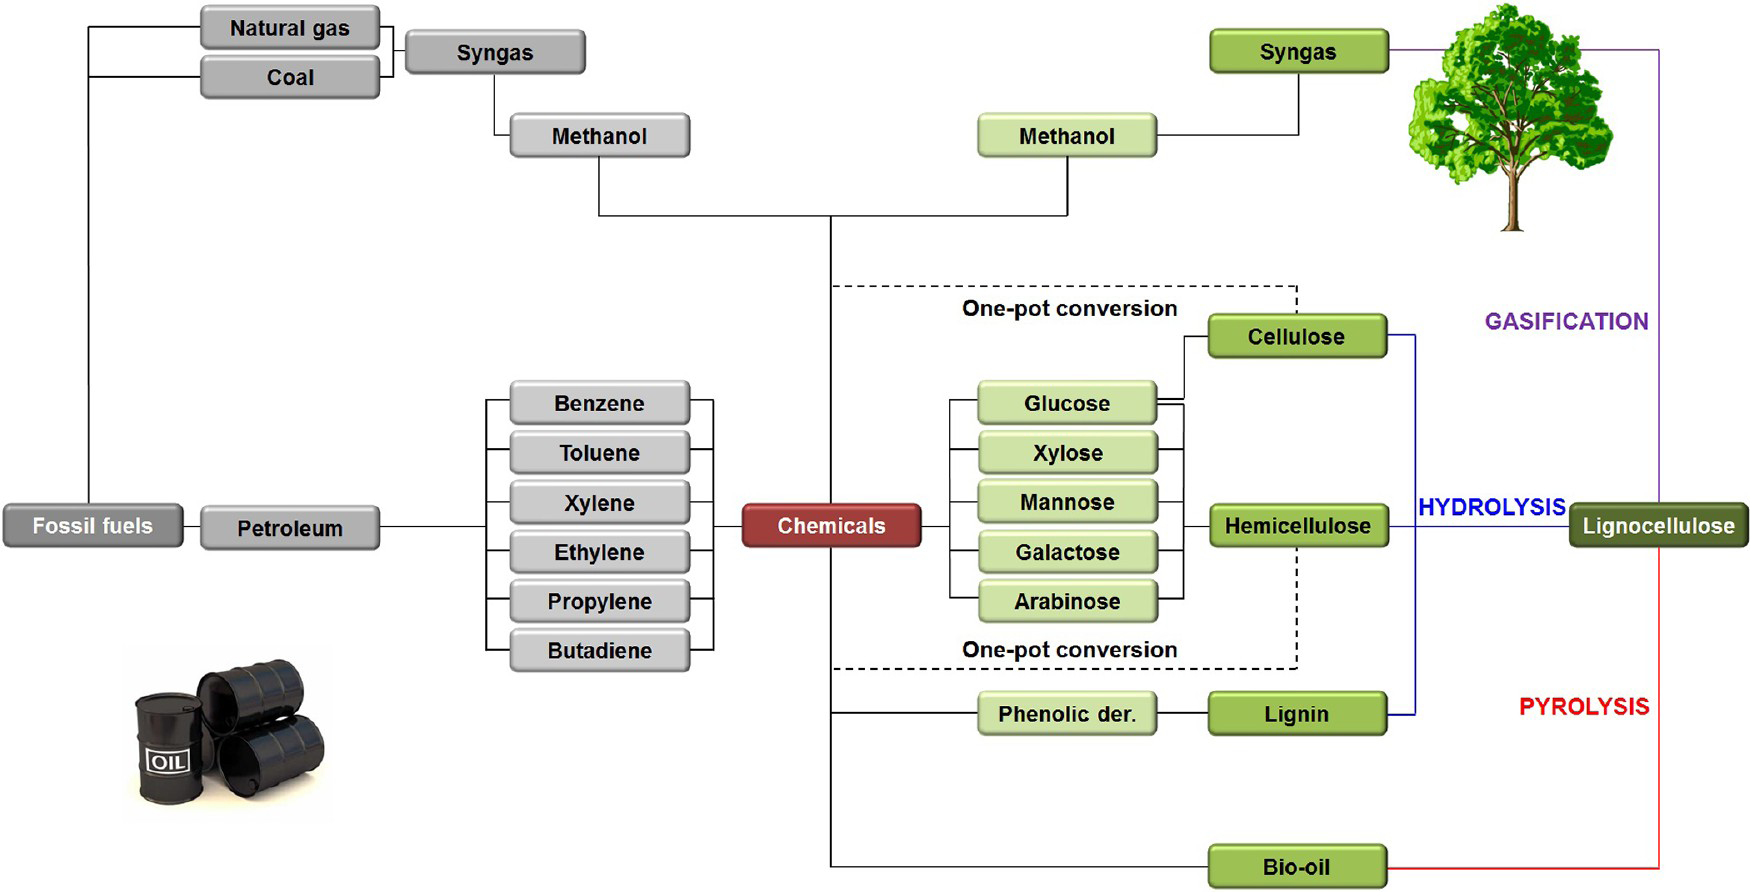 Natural gas
Coal
Syngas
Methanol
Syngas
Methanol
One-pot conversion
Cellulose
GASIFICATION
Benzene
Toluene
Xylene
Ethylene
Propylene
Butadiene
Glucose
Xylose
Mannose
Galactose
Arabinose
Fossil fuels
Petroleum
Chemicals
Hemicellulose
HYDROLYSIS
Lignocellulose
One-pot conversion
Phenolic der.
Lignin
PYROLYSIS
OIL
Bio-oil